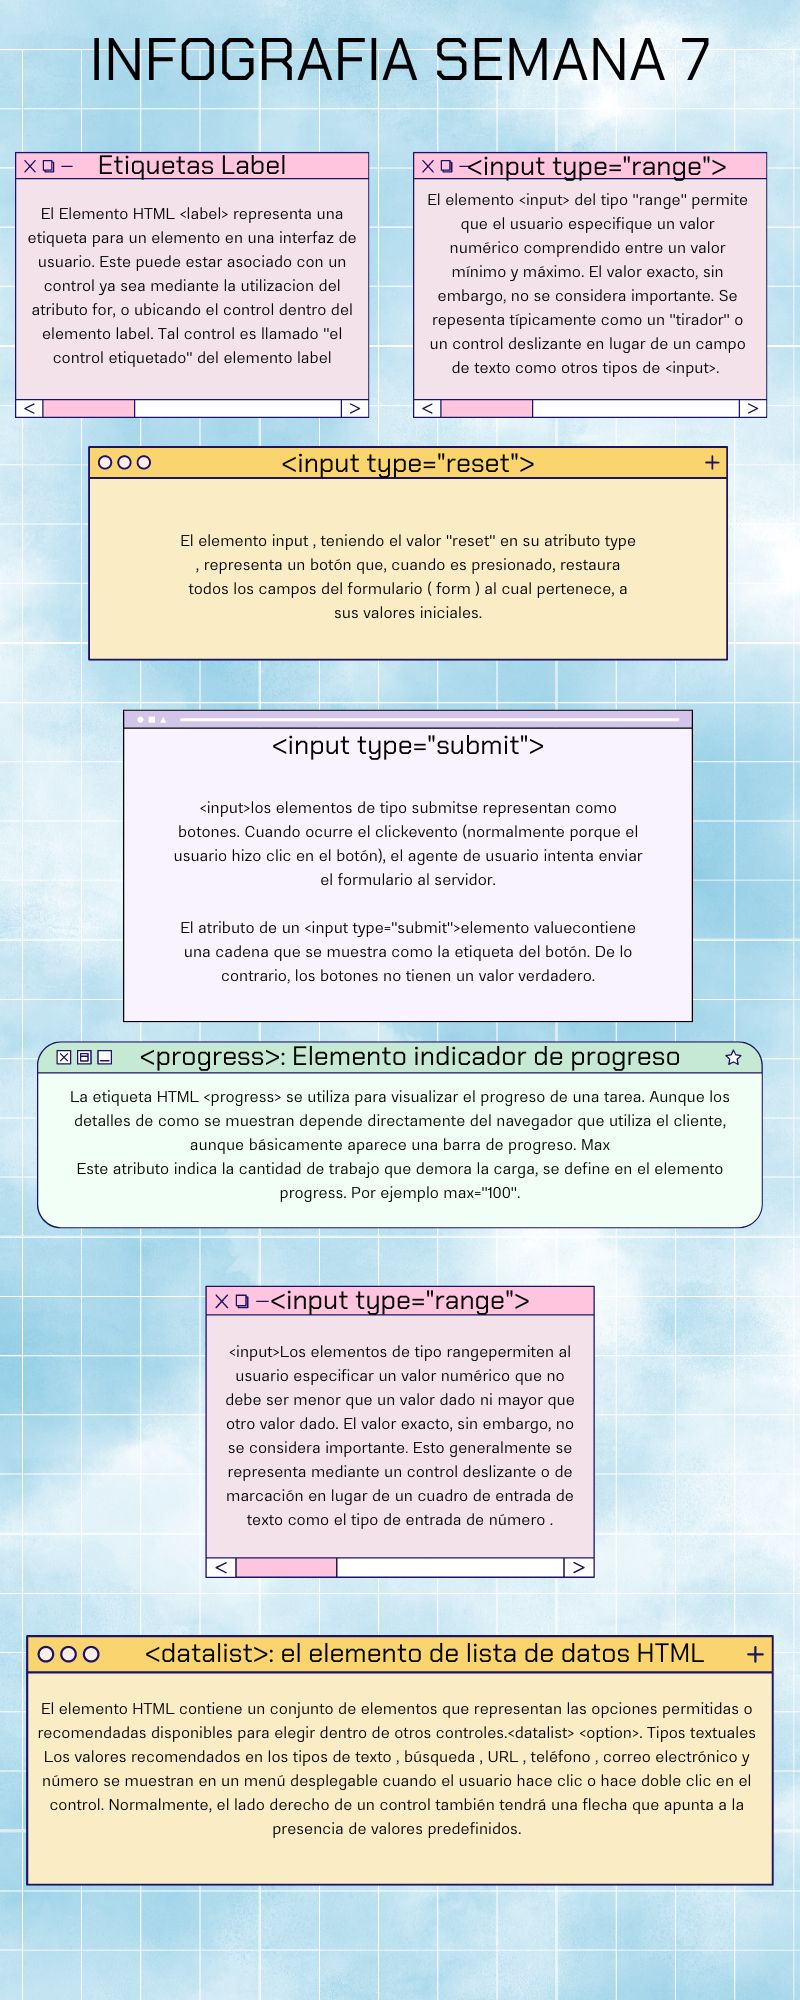 INFOGRAFIA SEMANA 7
Etiquetas Label
El Elemento HTML <label> representa una
etiqueta para un elemento en una interfaz de
usuario. Este puede estar asociado con un
control ya sea mediante la utilizacion del
atributo for, o ubicando el control dentro del
elemento label. Tal control es llamado "el
control etiquetado" del elemento label
<input type="range">
El elemento <input> del tipo "range" permite
que el usuario especifique un valor
numérico comprendido entre un valor
mínimo y máximo. El valor exacto, sin
embargo, no se considera importante. Se
repesenta típicamente como un "tirador" o
un control deslizante en lugar de un campo
de texto como otros tipos de <input>.
<input type="reset">
El elemento input , teniendo el valor "reset" en su atributo type
, representa un botón que, cuando es presionado, restaura
todos los campos del formulario ( form ) al cual pertenece, a
sus valores iniciales.
<input type="submit">
<input>los elementos de tipo submitse representan como
botones. Cuando ocurre el clickevento (normalmente porque el
usuario hizo clic en el botón), el agente de usuario intenta enviar
el formulario al servidor.
El atributo de un <input type="submit">elemento valuecontiene
una cadena que se muestra como la etiqueta del botón. De lo
contrario, los botones no tienen un valor verdadero.
<progress>: Elemento indicador de progreso
La etiqueta HTML <progress> se utiliza para visualizar el progreso de una tarea. Aunque los
detalles de como se muestran depende directamente del navegador que utiliza el cliente,
aunque básicamente aparece una barra de progreso. Max
Este atributo indica la cantidad de trabajo que demora la carga, se define en el elemento
progress. Por ejemplo max="100".
<input type="range">
<input>Los elementos de tipo rangepermiten al
usuario especificar un valor numérico que no
debe ser menor que un valor dado ni mayor que
otro valor dado. El valor exacto, sin embargo, no
se considera importante. Esto generalmente se
representa mediante un control deslizante o de
marcación en lugar de un cuadro de entrada de
texto como el tipo de entrada de número .
<datalist>: el elemento de lista de datos HTML
El elemento HTML contiene un conjunto de elementos que representan las opciones permitidas o
recomendadas disponibles para elegir dentro de otros controles.<datalist> <option>. Tipos textuales
Los valores recomendados en los tipos de texto , búsqueda , URL , teléfono , correo electrónico y
número se muestran en un menú desplegable cuando el usuario hace clic o hace doble clic en el
control. Normalmente, el lado derecho de un control también tendrá una flecha que apunta a la
presencia de valores predefinidos.